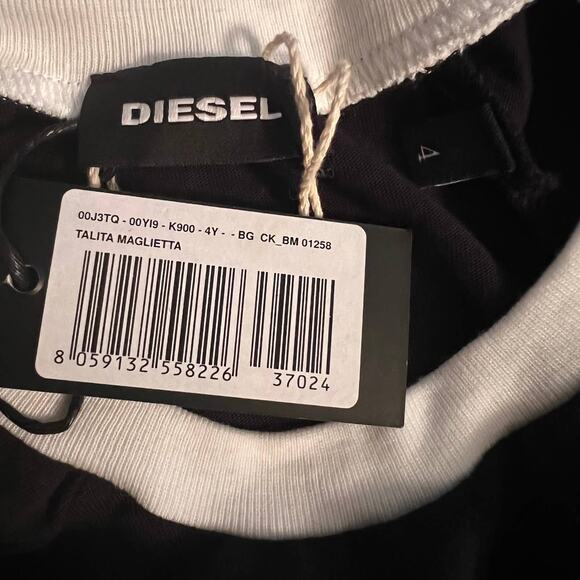 DIESEL
4
00J3TQ - 00YI9 - K900 - 4Y - - BG CK_BM 01258
TALITA MAGLIETTA
8 059132 558226 37024